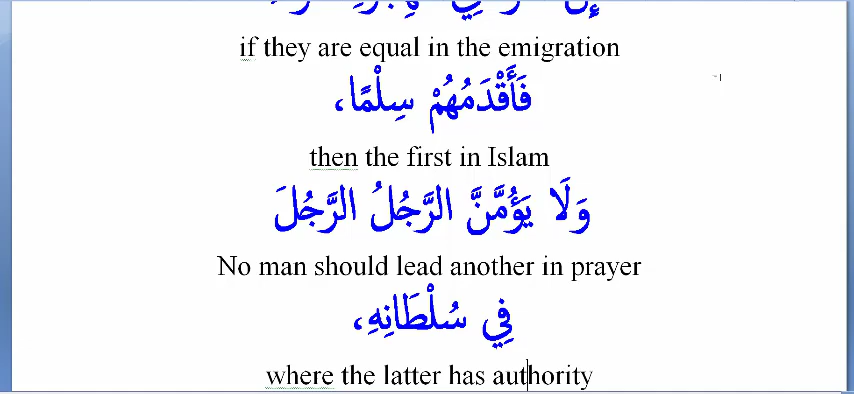 if they are equal in the emigration
فَأَقْدَمُهُمْ سِلْمًا،
then the first in Islam
وَلَا يَؤُمَّنَّ الرَّجُلُ الرَّجُلَ
No man should lead another in prayer
فِي سُلْطَانِهِ،
where the latter has authority